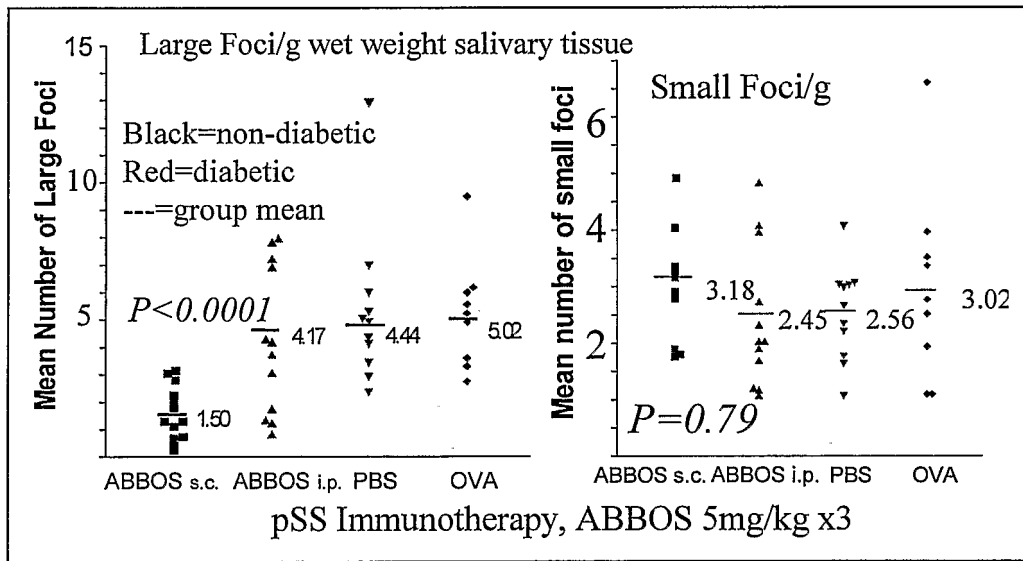 Large Foci/g wet weight salivary tissue
Mean Number of Large Foci
15
10
5
Black=non-diabetic
Red=diabetic
---=group mean
P<0.0001
1.50
4.17
4.44
5.02
ABBOS s.c.
ABBOS i.p.
PBS
OVA
Small Foci/g
Mean number of small foci
6
4
2
3.18
2.45
2.56
3.02
P=0.79
ABBOS s.c.
ABBOS i.p.
PBS
OVA
pSS Immunotherapy, ABBOS 5mg/kg x3